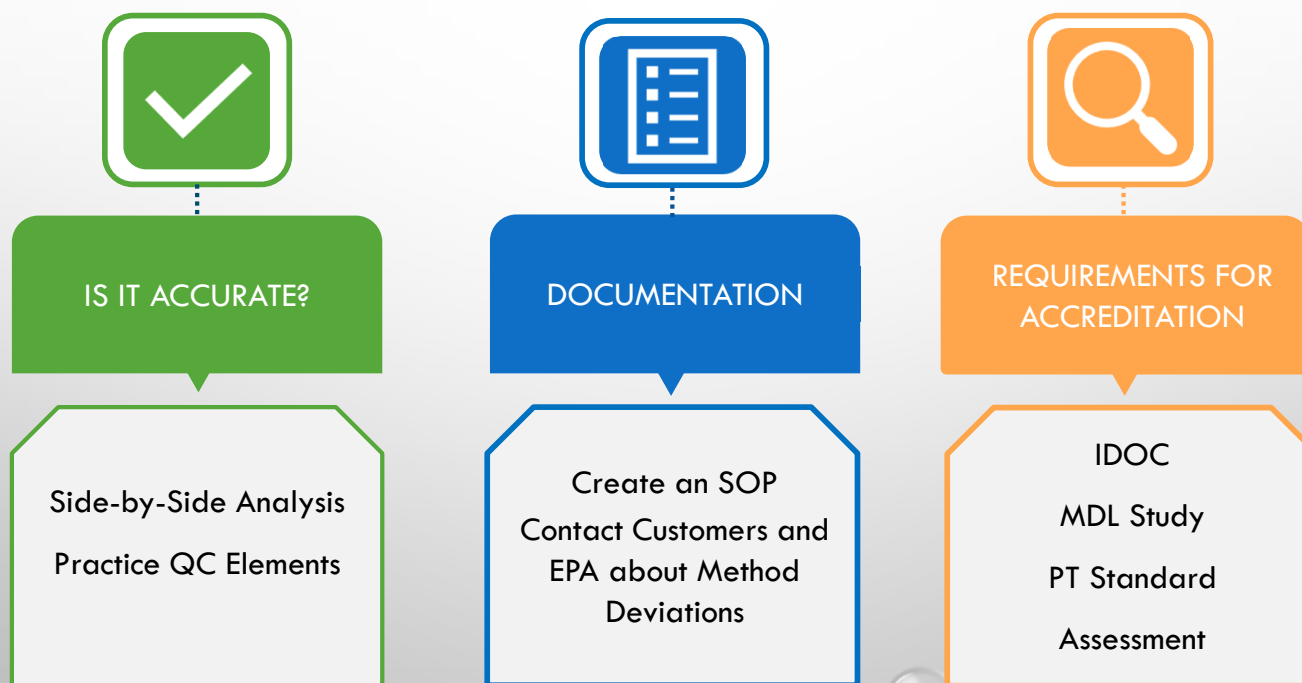 IS IT ACCURATE?
Side-by-Side Analysis
Practice QC Elements
DOCUMENTATION
Create an SOP
Contact Customers and
EPA about Method
Deviations
REQUIREMENTS FOR
ACCREDITATION
IDOC
MDL Study
PT Standard
Assessment